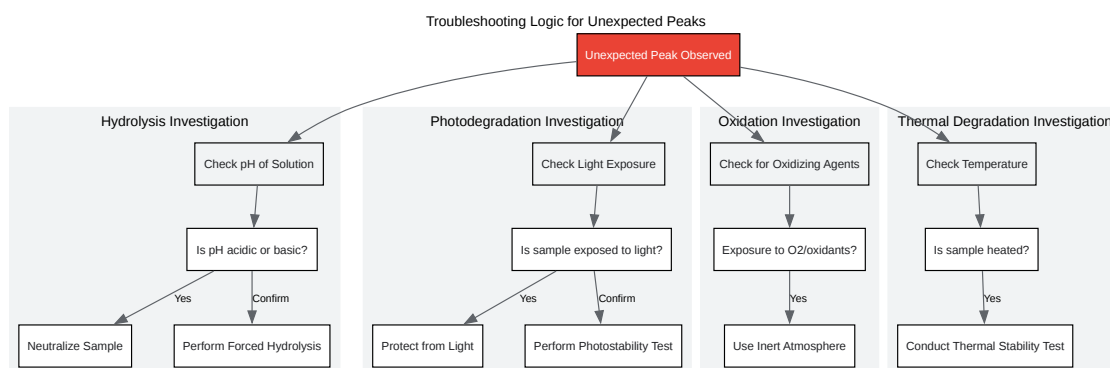 Troubleshooting Logic for Unexpected Peaks
Unexpected Peak Observed
Hydrolysis Investigation
Photodegradation Investigation
Oxidation Investigation
Thermal Degradation Investigation
Check pH of Solution
Check Light Exposure
Check for Oxidizing Agents
Check Temperature
Is pH acidic or basic?
Is sample exposed to light?
Exposure to O2/oxidants?
Is sample heated?
Yes
Confirm
Yes
Confirm
Yes
Yes
Neutralize Sample
Perform Forced Hydrolysis
Protect from Light
Perform Photostability Test
Use Inert Atmosphere
Conduct Thermal Stability Test